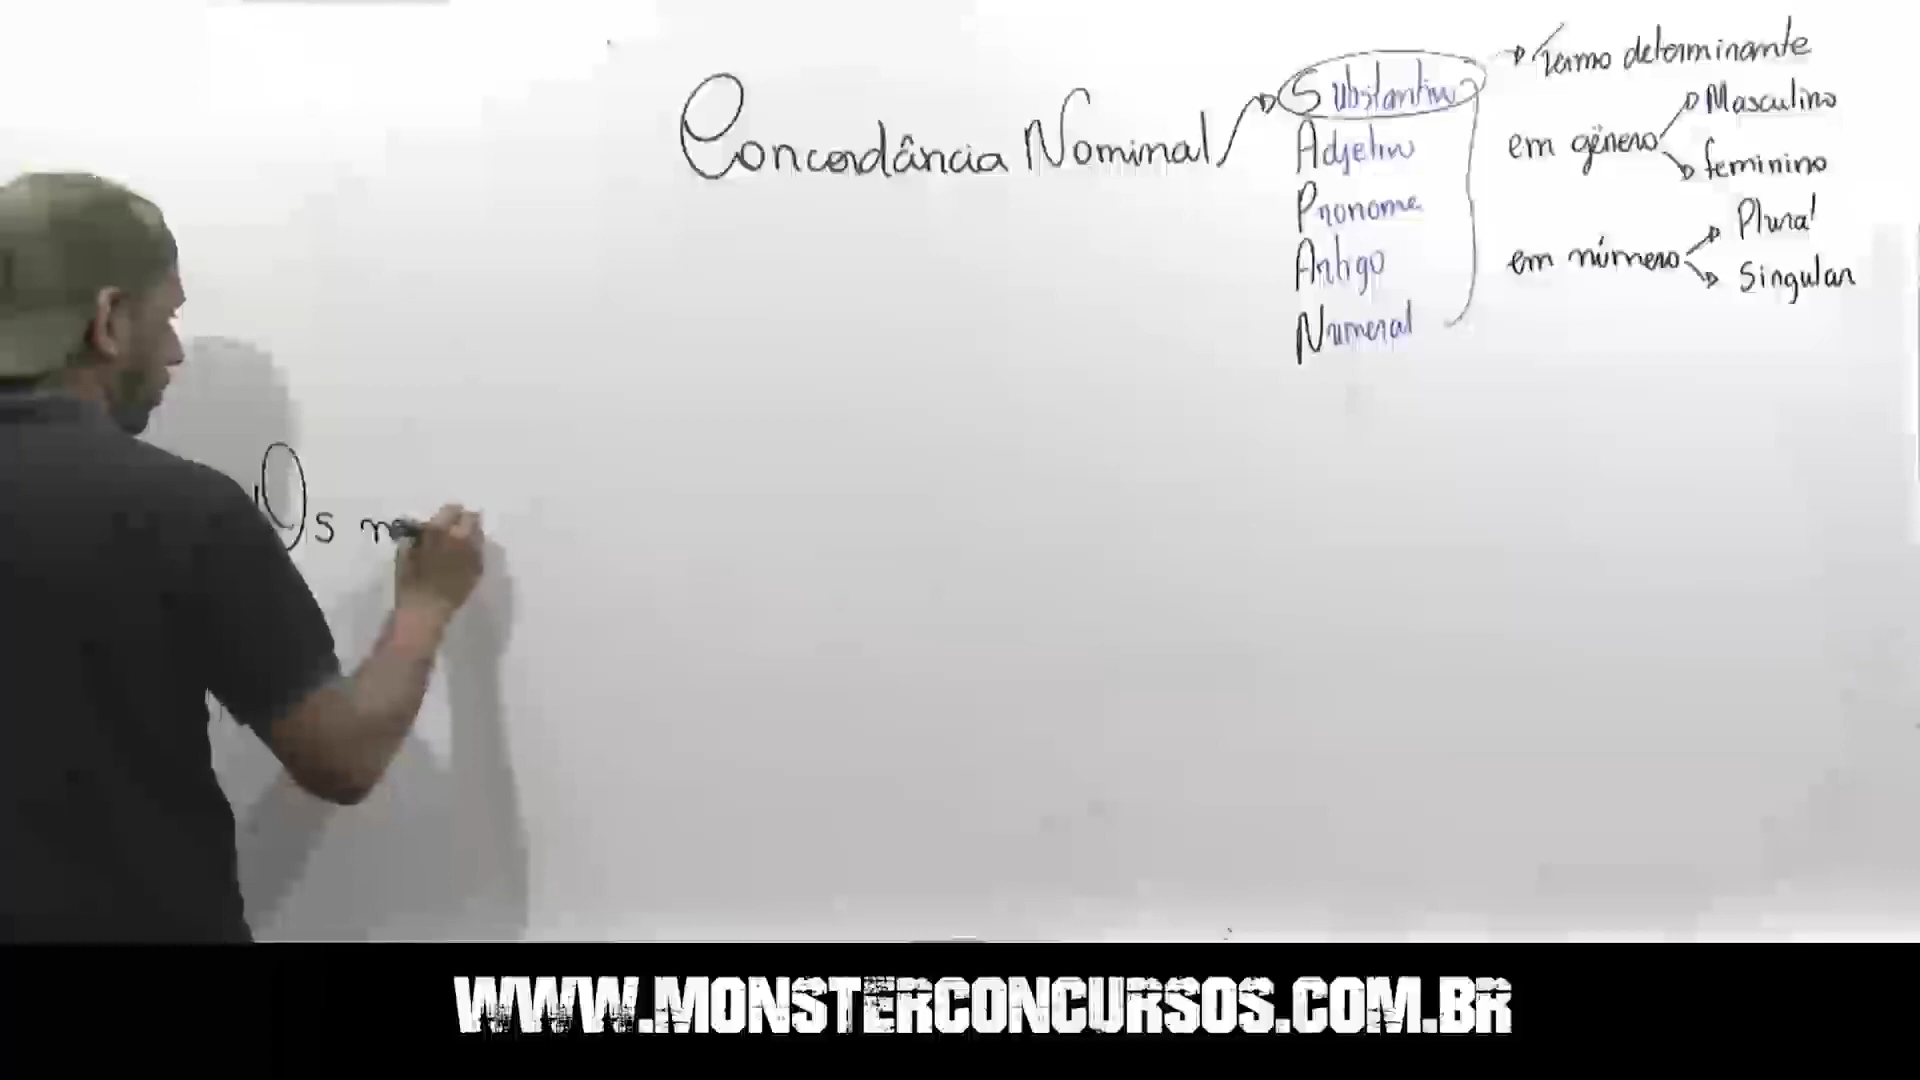 Concordância Nominal
Substantivo
Adjetivo
Pronome
Artigo
Numeral
Termo determinante
em gênero
Masculino
feminino
em número
Plural
Singular
Os
WWW.MONSTERCONCURSOS.COM.BR